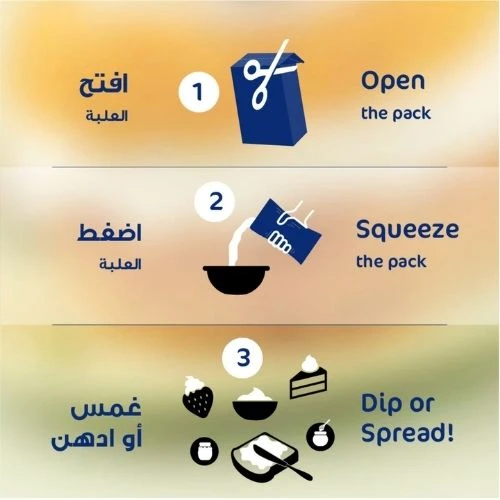 افتح
العلبة
1
Open
the pack
اضغط
العلبة
2
Squeeze
the pack
غمس
أو ادهن
3
Dip or
Spread!